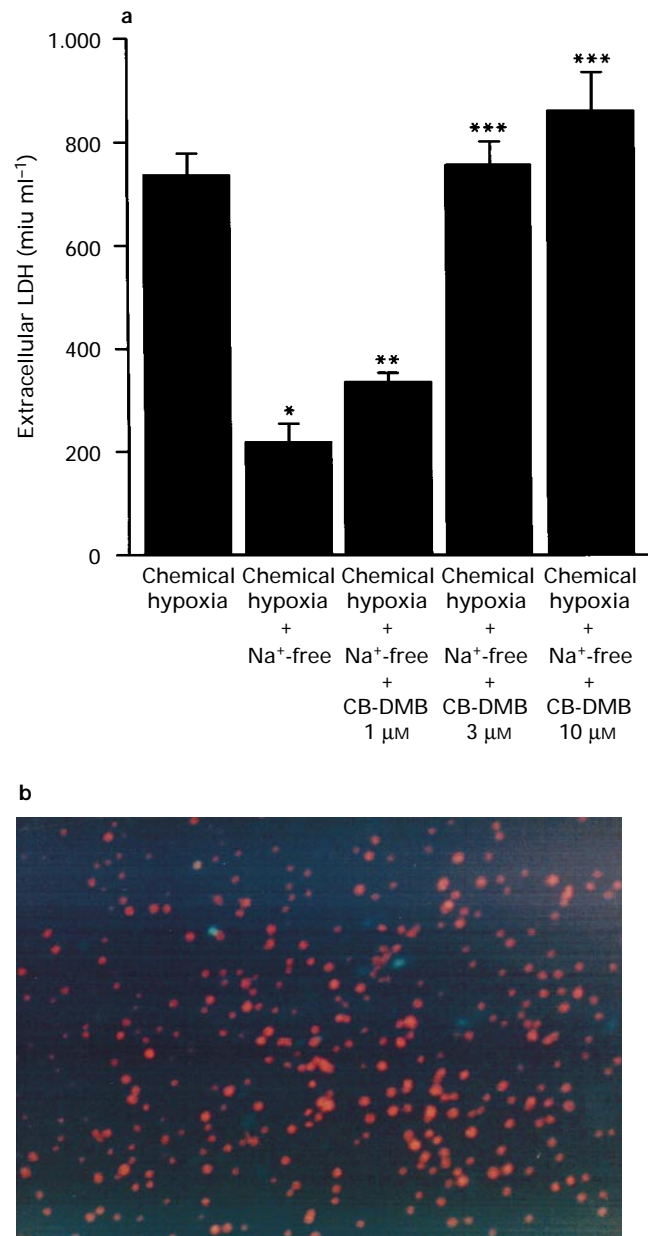 a
1.000
800
600
400
200
0
Extracellular LDH (miu ml⁻¹)
*
**
***
***
Chemical hypoxia
Chemical hypoxia + Na⁺-free
Chemical hypoxia + Na⁺-free + CB-DMB 1 μM
Chemical hypoxia + Na⁺-free + CB-DMB 3 μM
Chemical hypoxia + Na⁺-free + CB-DMB 10 μM
b